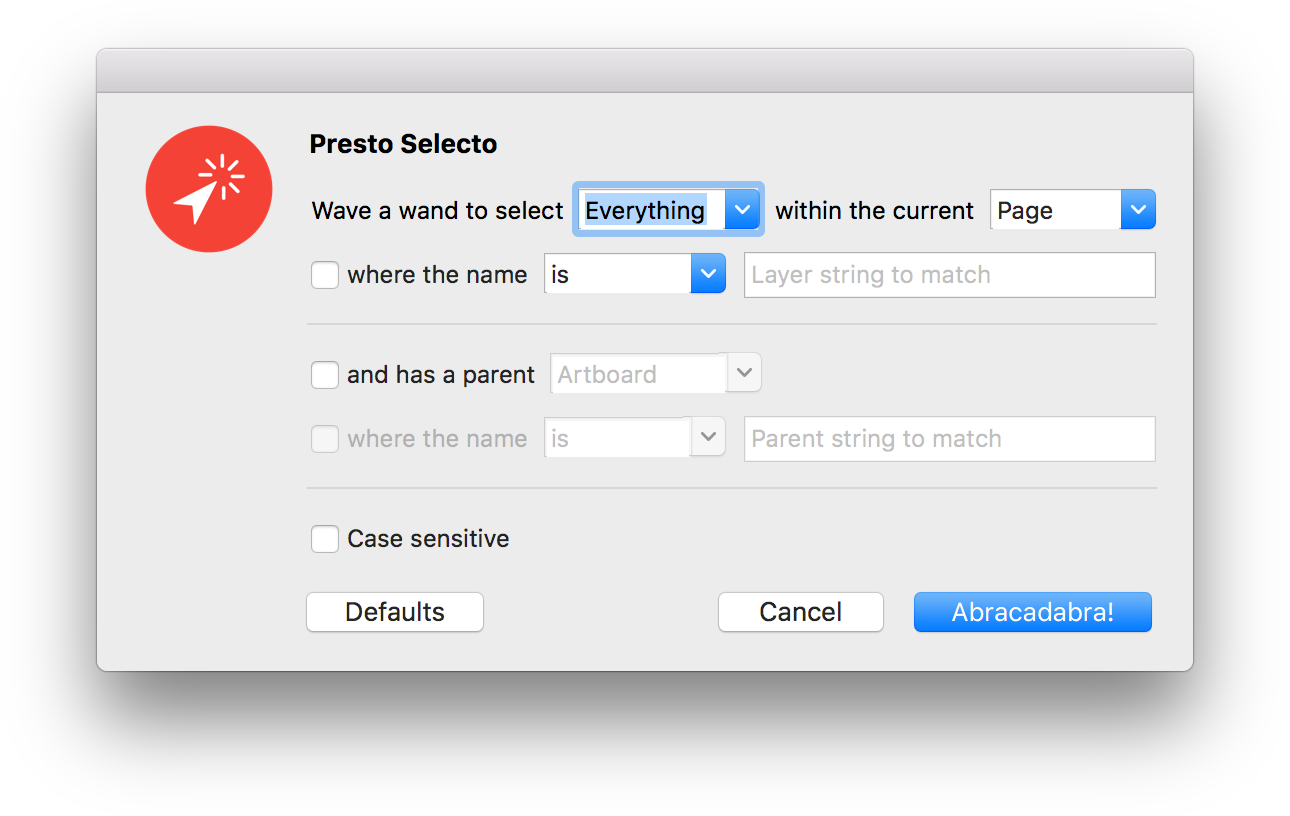 Presto Selecto
Wave a wand to select Everything within the current Page
where the name is Layer string to match
and has a parent Artboard
where the name is Parent string to match
Case sensitive
Defaults Cancel Abracadabra!